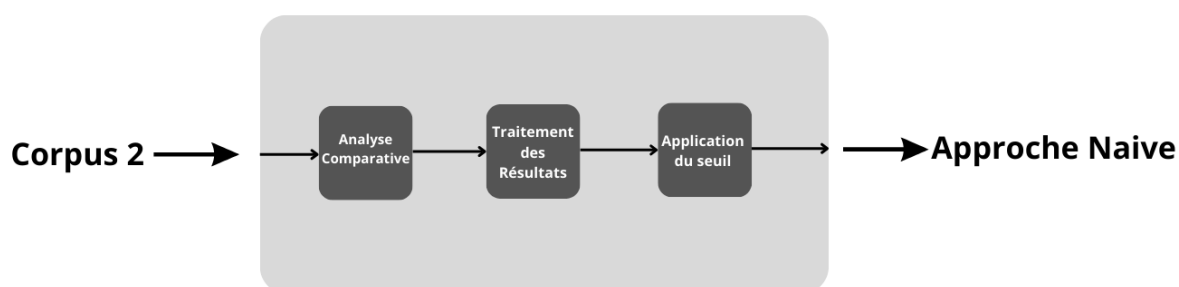 Corpus 2
Analyse
Comparative
Traitement
des
Résultats
Application
du seuil
Approche Naive